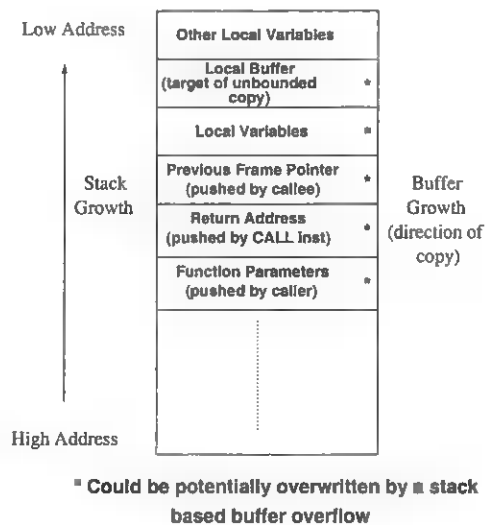 Low Address
Other Local Variables
Local Buffer
(target of unbounded
copy) *
Local Variables *
Previous Frame Pointer
(pushed by callee) *
Stack
Growth
Return Address
(pushed by CALL inst) *
Buffer
Growth
(direction of
copy)
Function Parameters
(pushed by caller) *
High Address
* Could be potentially overwritten by a stack
based buffer overflow